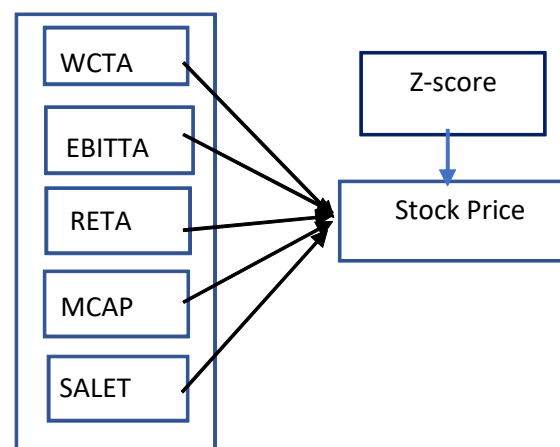 WCTA
EBITTA
RETA
MCAP
SALET
Z-score
Stock Price